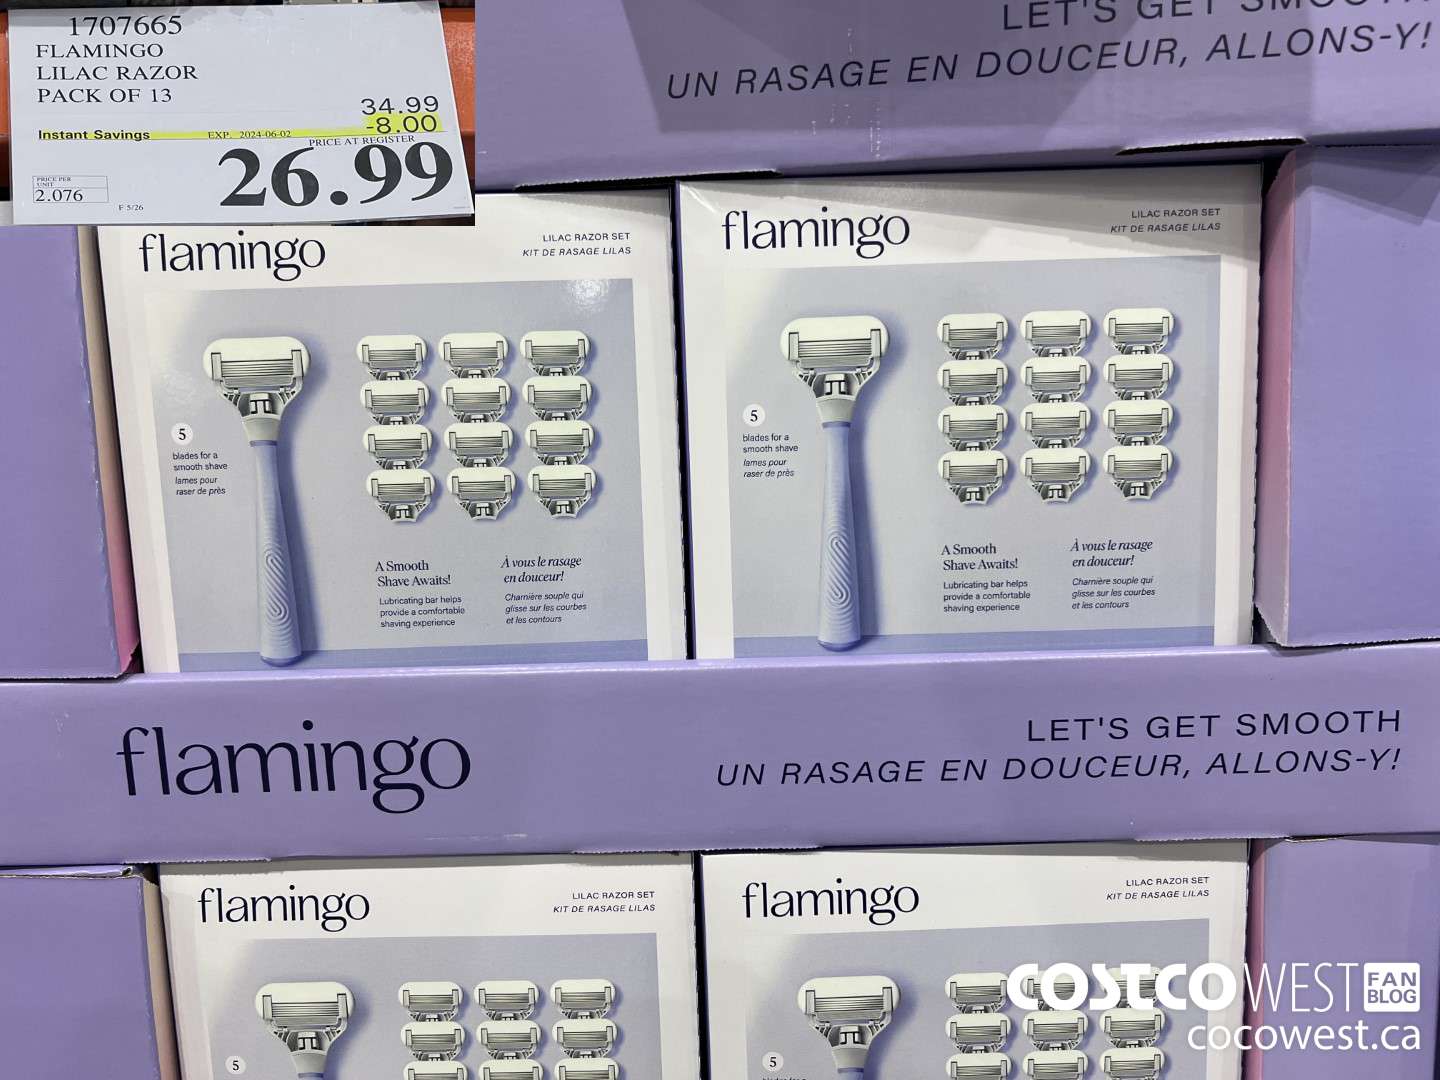 1707665
FLAMINGO
LILAC RAZOR
PACK OF 13
34.99
Instant Savings EXP. 2024-06-02 -8.00
PRICE AT REGISTER
26.99
PRICE PER
UNIT
2.076
F 5/26
LET'S GET SMOOTH
UN RASAGE EN DOUCEUR, ALLONS-Y!
flamingo
LILAC RAZOR SET
KIT DE RASAGE LILAS
5
blades for a
smooth shave
lames pour
raser de près
A Smooth
Shave Awaits!
Lubricating bar helps
provide a comfortable
shaving experience
À vous le rasage
en douceur!
Charnière souple qui
glisse sur les courbes
et les contours
flamingo
LILAC RAZOR SET
KIT DE RASAGE LILAS
5
blades for a
smooth shave
lames pour
raser de près
A Smooth
Shave Awaits!
Lubricating bar helps
provide a comfortable
shaving experience
À vous le rasage
en douceur!
Charnière souple qui
glisse sur les courbes
et les contours
flamingo
LET'S GET SMOOTH
UN RASAGE EN DOUCEUR, ALLONS-Y!
flamingo
LILAC RAZOR SET
KIT DE RASAGE LILAS
5
flamingo
LILAC RAZOR SET
KIT DE RASAGE LILAS
5
COSTCO WEST FAN BLOG
cocowest.ca